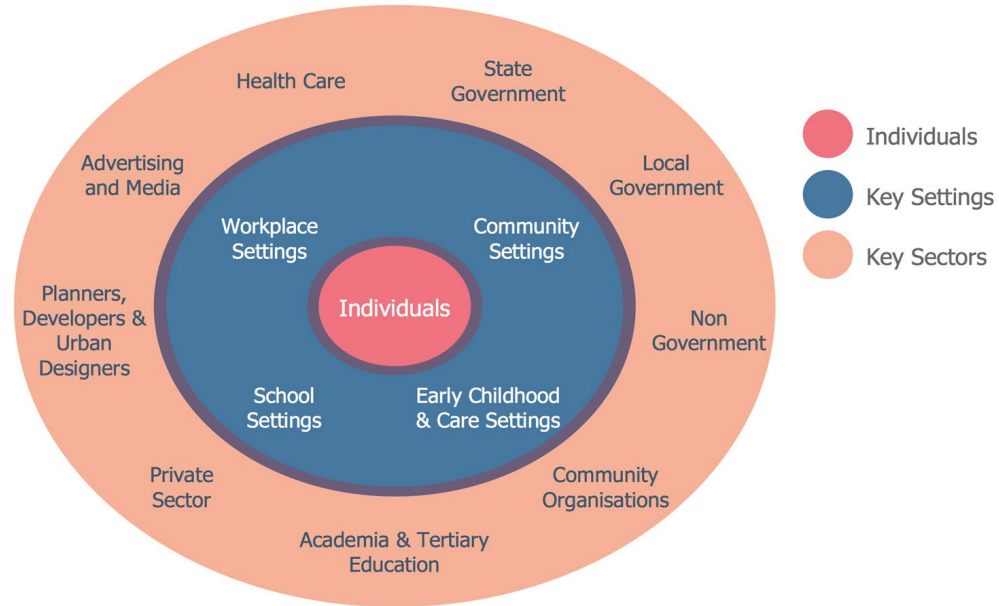 Health Care
State
Government
Advertising
and Media
Local
Government
Workplace
Settings
Community
Settings
Individuals
Planners,
Developers &
Urban
Designers
Non
Government
School
Settings
Early Childhood
& Care Settings
Private
Sector
Community
Organisations
Academia & Tertiary
Education
Individuals
Key Settings
Key Sectors